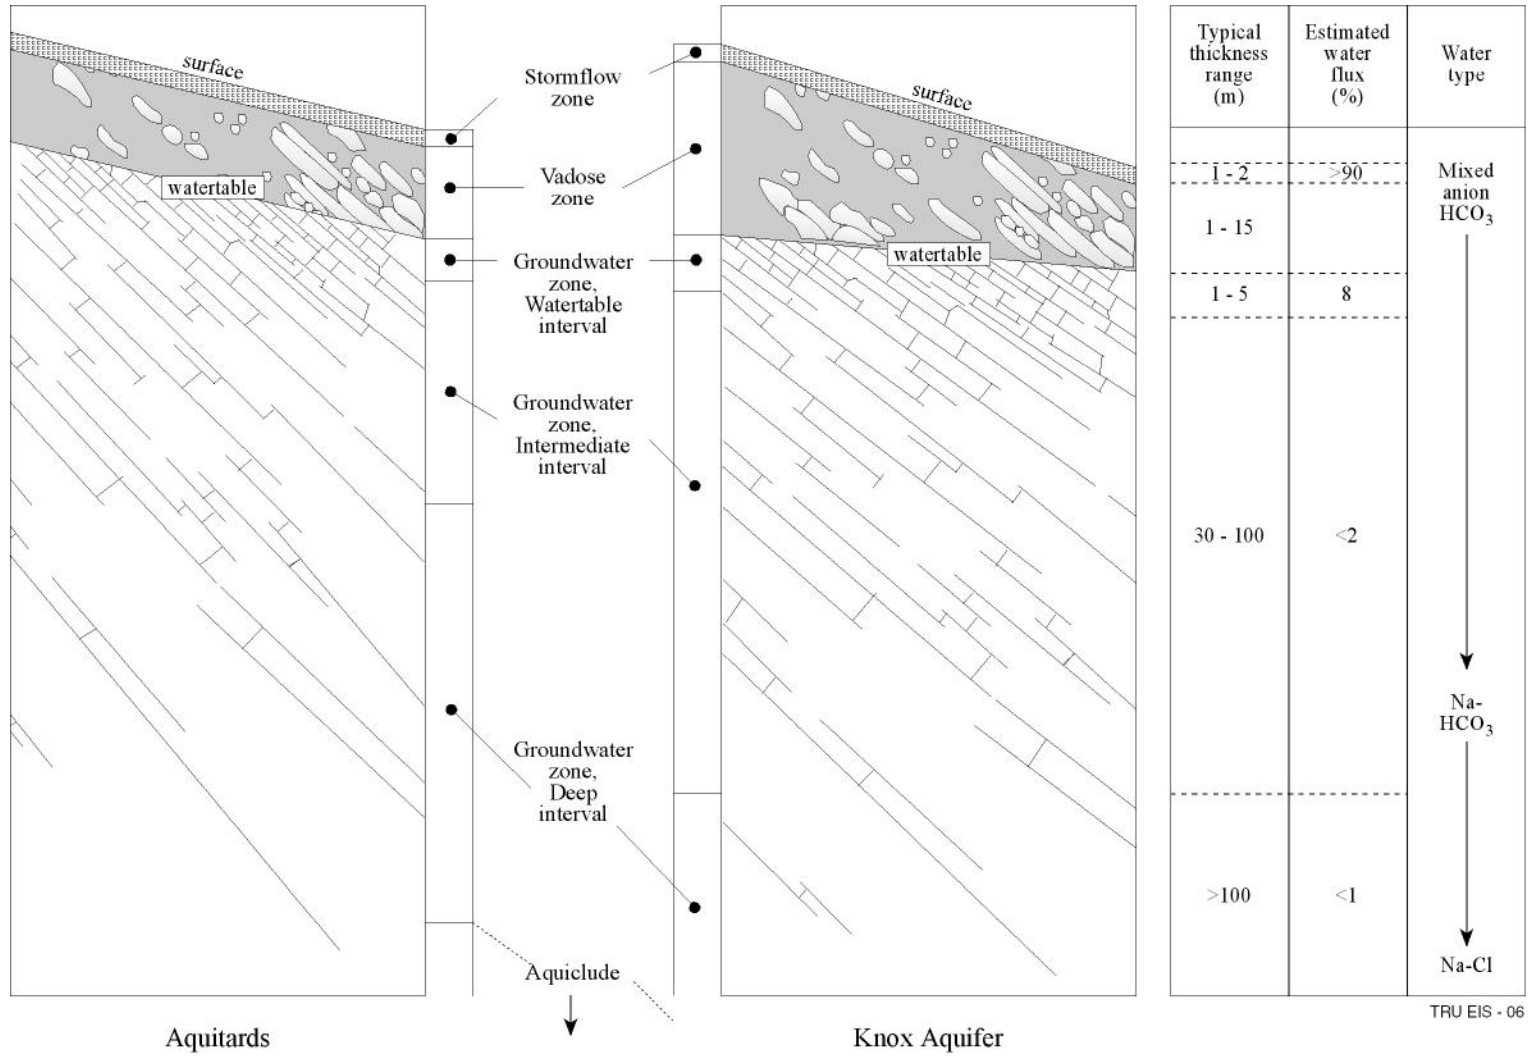 surface
watertable
Stormflow
zone
Vadose
zone
Groundwater
zone,
Watertable
interval
Groundwater
zone,
Intermediate
interval
Groundwater
zone,
Deep
interval
Aquiclude
surface
watertable
Typical
thickness
range
(m)
Estimated
water
flux
(%)
Water
type
1 - 2
>90
1 - 15
1 - 5
8
30 - 100
<2
>100
<1
Mixed
anion
HCO₃
Na-
HCO₃
Na-Cl
TRU EIS - 06
Aquitards
Knox Aquifer